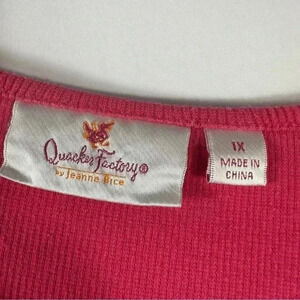 Quacker Factory®
by Jeanne Bice
1X
MADE IN
CHINA